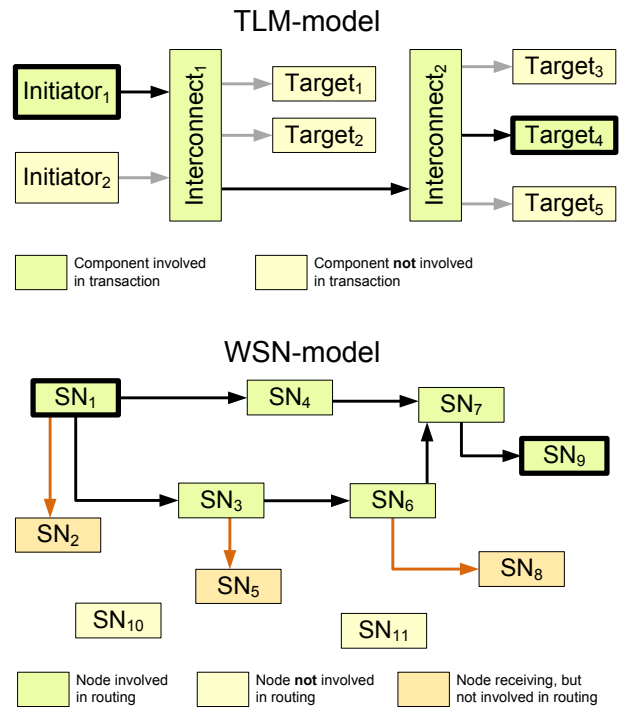 TLM-model
Initiator₁
Interconnect₁
Target₁
Interconnect₂
Target₃
Target₂
Target₄
Initiator₂
Target₅
Component involved
in transaction
Component not involved
in transaction
WSN-model
SN₁
SN₄
SN₇
SN₉
SN₂
SN₃
SN₆
SN₅
SN₈
SN₁₀
SN₁₁
Node involved
in routing
Node not involved
in routing
Node receiving, but
not involved in routing